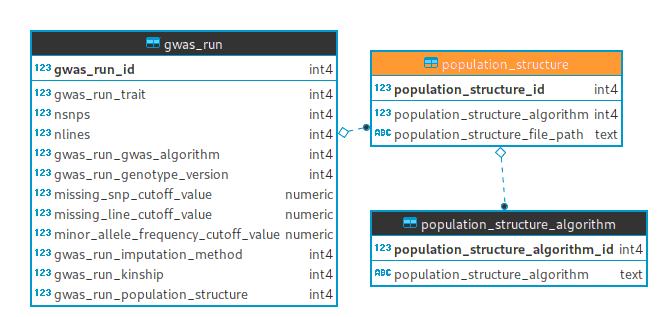 gwas_run
123 gwas_run_id int4
123 gwas_run_trait int4
123 nsnps int4
123 nlines int4
123 gwas_run_gwas_algorithm int4
123 gwas_run_genotype_version int4
123 missing_snp_cutoff_value numeric
123 missing_line_cutoff_value numeric
123 minor_allele_frequency_cutoff_value numeric
123 gwas_run_imputation_method int4
123 gwas_run_kinship int4
123 gwas_run_population_structure int4
population_structure
123 population_structure_id int4
123 population_structure_algorithm int4
ABC population_structure_file_path text
population_structure_algorithm
123 population_structure_algorithm_id int4
ABC population_structure_algorithm text